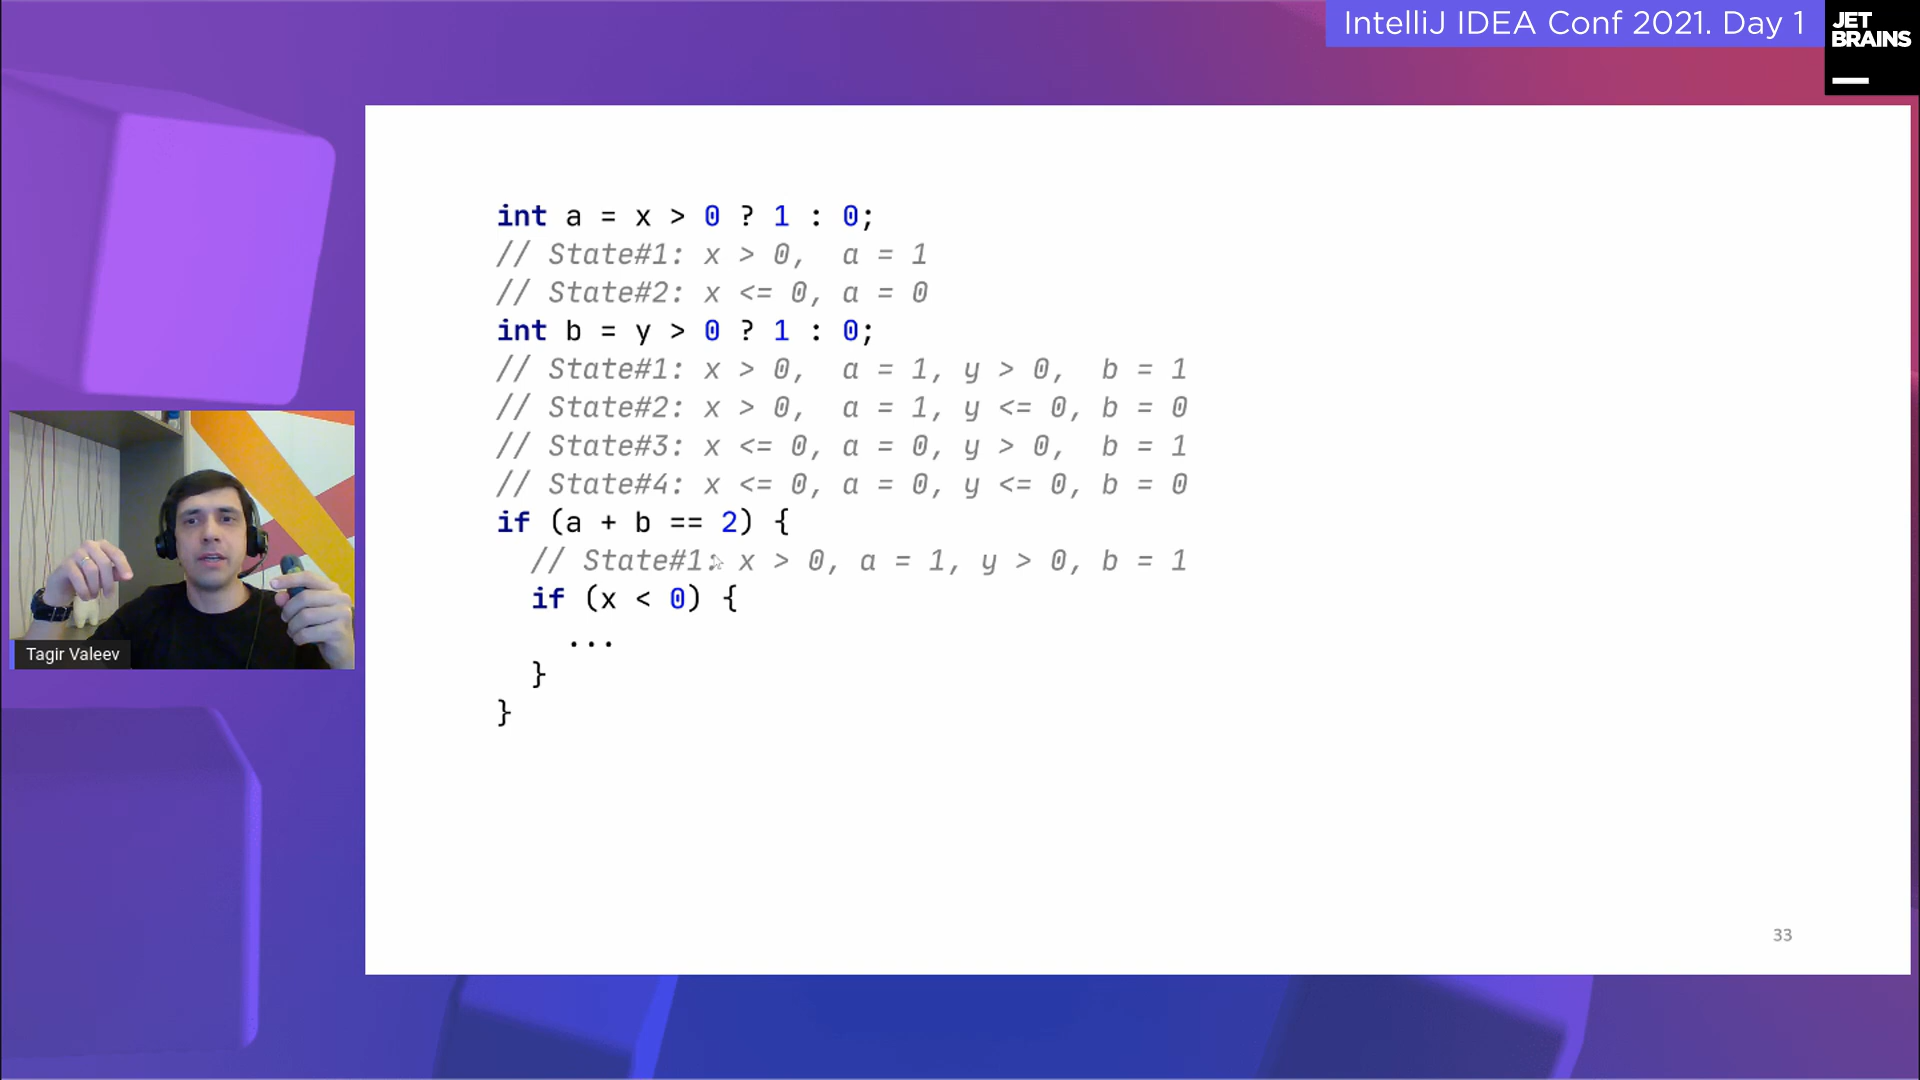 IntelliJ IDEA Conf 2021. Day 1
JET
BRAINS
int a = x > 0 ? 1 : 0;
// State#1: x > 0,  a = 1
// State#2: x <= 0, a = 0
int b = y > 0 ? 1 : 0;
// State#1: x > 0,  a = 1, y > 0,  b = 1
// State#2: x > 0,  a = 1, y <= 0, b = 0
// State#3: x <= 0, a = 0, y > 0,  b = 1
// State#4: x <= 0, a = 0, y <= 0, b = 0
if (a + b == 2) {
  // State#1: x > 0, a = 1, y > 0, b = 1
  if (x < 0) {
    ...
  }
}
Tagir Valeev
33